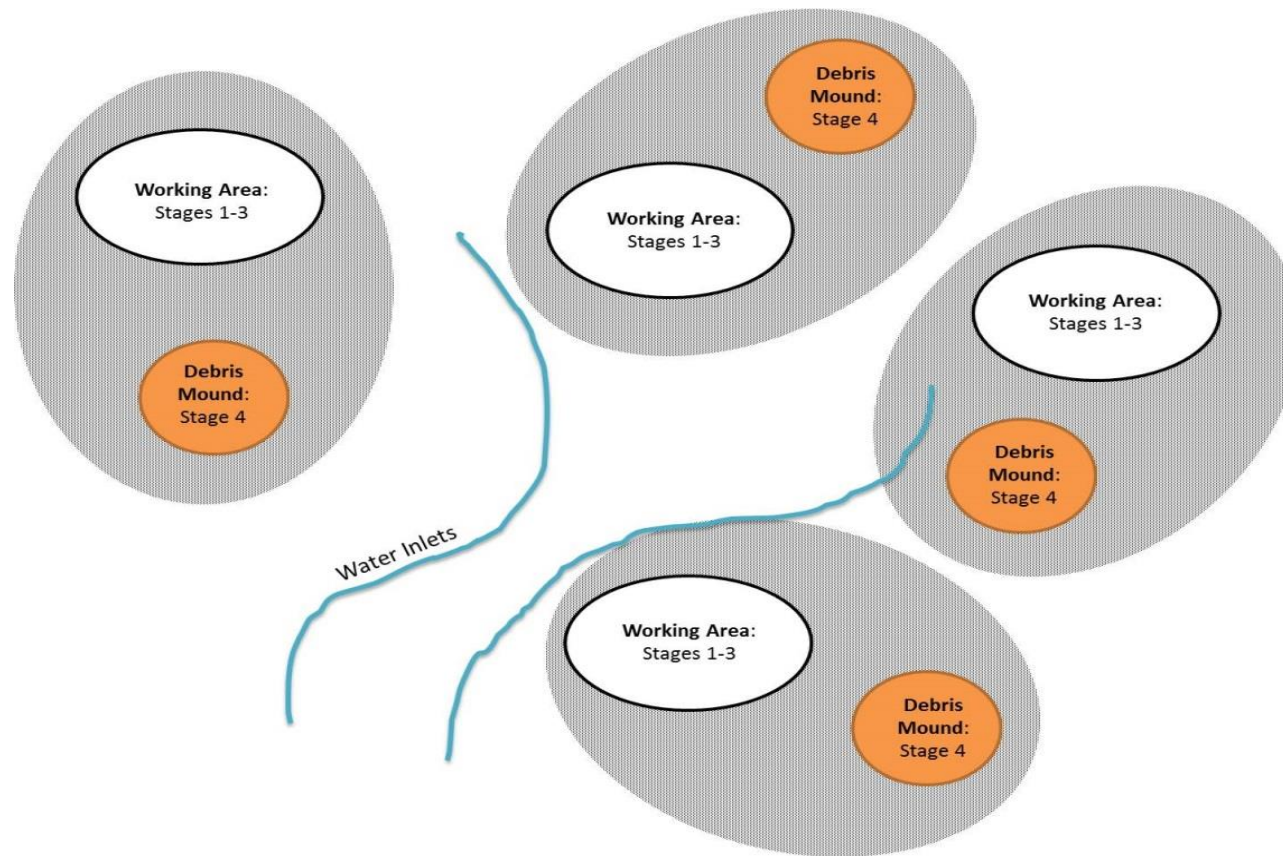 Debris
Mound:
Stage 4
Working Area:
Stages 1-3
Working Area:
Stages 1-3
Working Area:
Stages 1-3
Debris
Mound:
Stage 4
Debris
Mound:
Stage 4
Water Inlets
Working Area:
Stages 1-3
Debris
Mound:
Stage 4